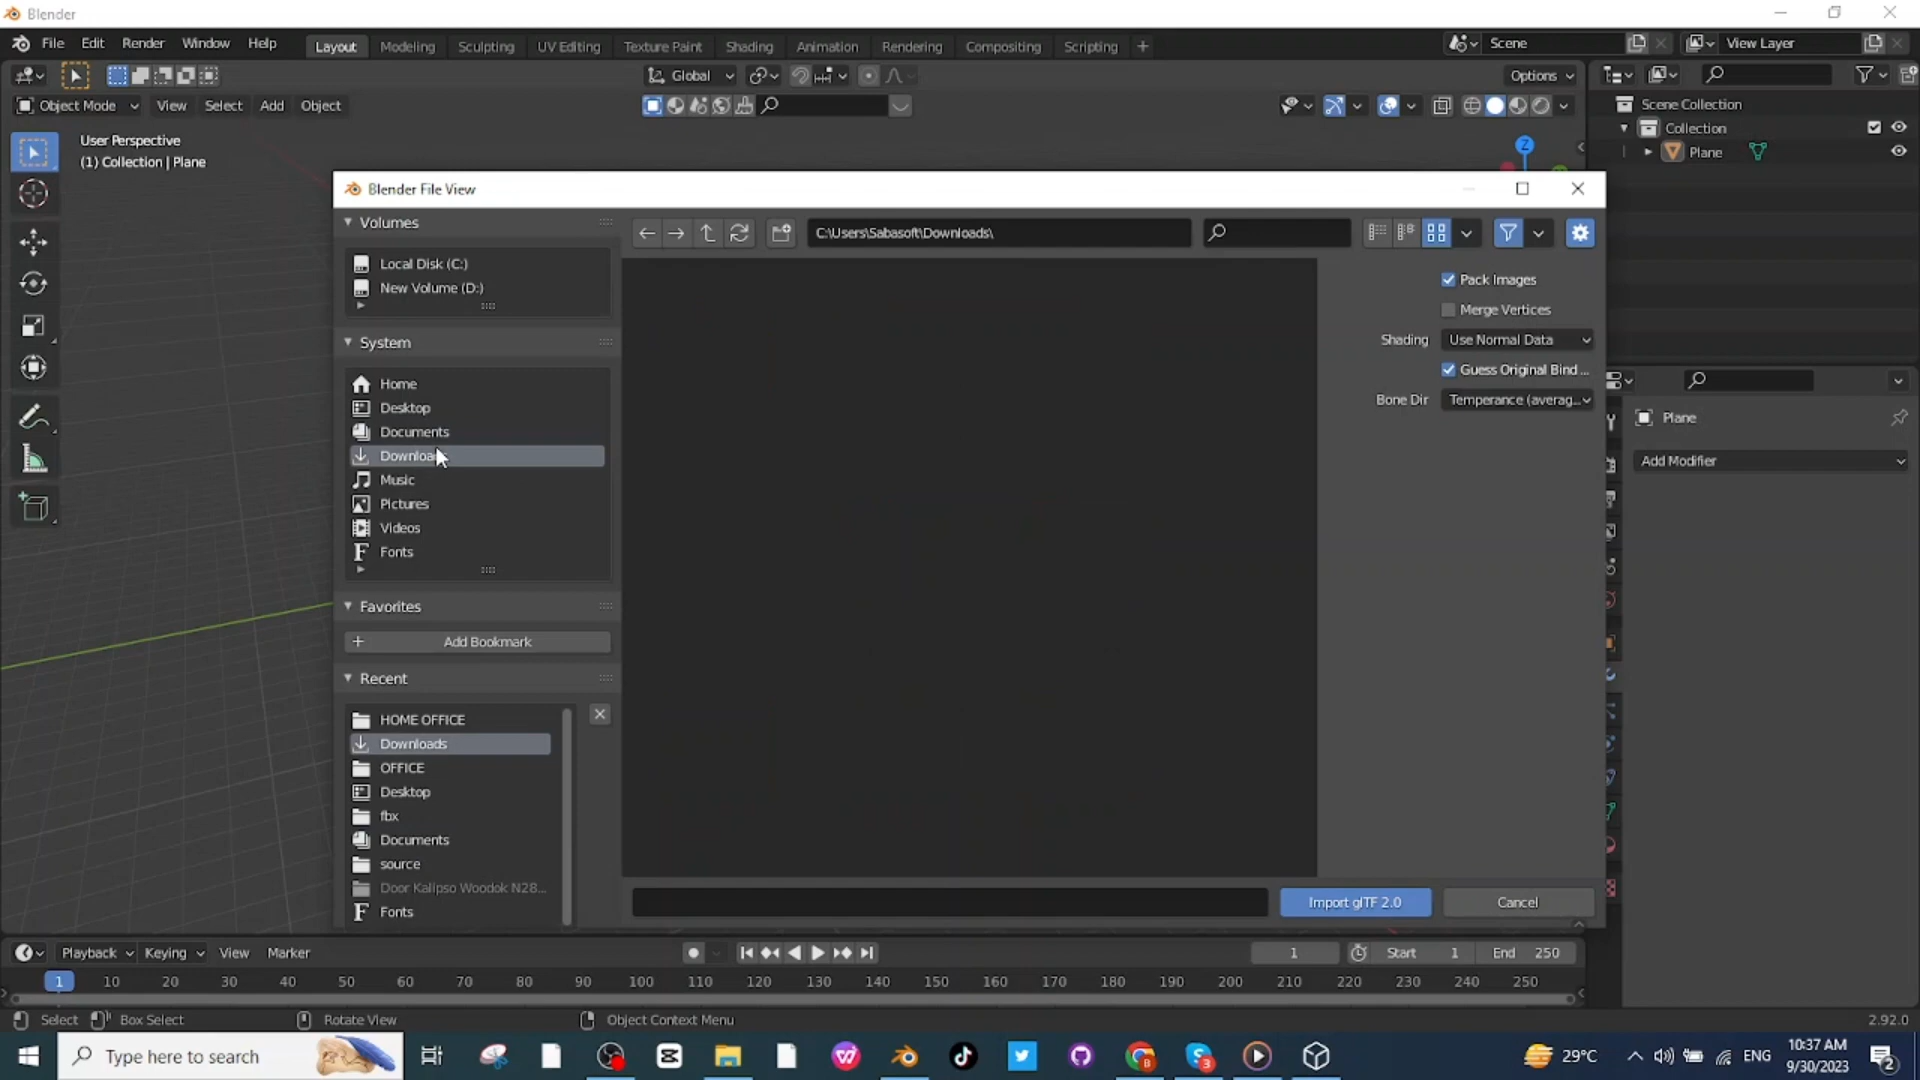 Blender
File Edit Render Window Help Layout Modeling Sculpting UV Editing Texture Paint Shading Animation Rendering Compositing Scripting + Scene View Layer
Global Options
Object Mode View Select Add Object
User Perspective
(1) Collection | Plane
Z
Scene Collection
Collection
Plane
Blender File View
Volumes
Local Disk (C:)
New Volume (D:)
System
Home
Desktop
Documents
Music
Pictures
Videos
Fonts
Favorites
+ Add Bookmark
Recent
HOME OFFICE
Downloads
OFFICE
Desktop
fbx
Documents
source
Door Kalipso Woodok N28...
Fonts
C:\Users\Sabasoft\Downloads\
Pack Images
Merge Vertices
Shading Use Normal Data
Guess Original Bind ...
Bone Dir Temperance (averag...
Import glTF 2.0 Cancel
Plane
Add Modifier
Playback Keying View Marker 1 Start 1 End 250
1 10 20 30 40 50 60 70 80 90 100 110 120 130 140 150 160 170 180 190 200 210 220 230 240 250
Select Box Select Rotate View Object Context Menu 2.92.0
Type here to search 29°C ENG 10:37 AM
9/30/2023
2